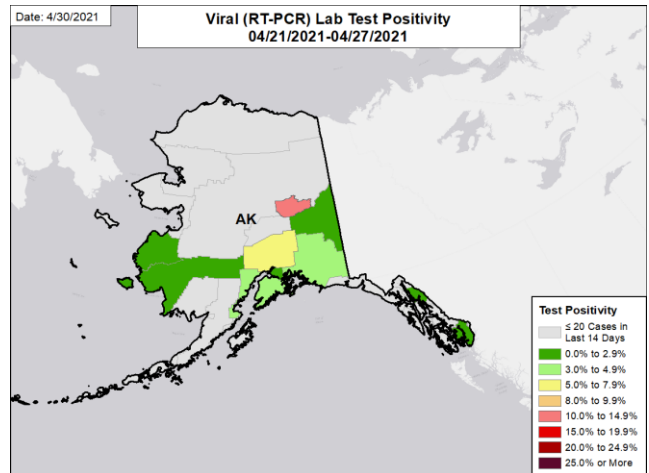 Date: 4/30/2021
Viral (RT-PCR) Lab Test Positivity
04/21/2021-04/27/2021
AK
Test Positivity
≤ 20 Cases in
Last 14 Days
0.0% to 2.9%
3.0% to 4.9%
5.0% to 7.9%
8.0% to 9.9%
10.0% to 14.9%
15.0% to 19.9%
20.0% to 24.9%
25.0% or More